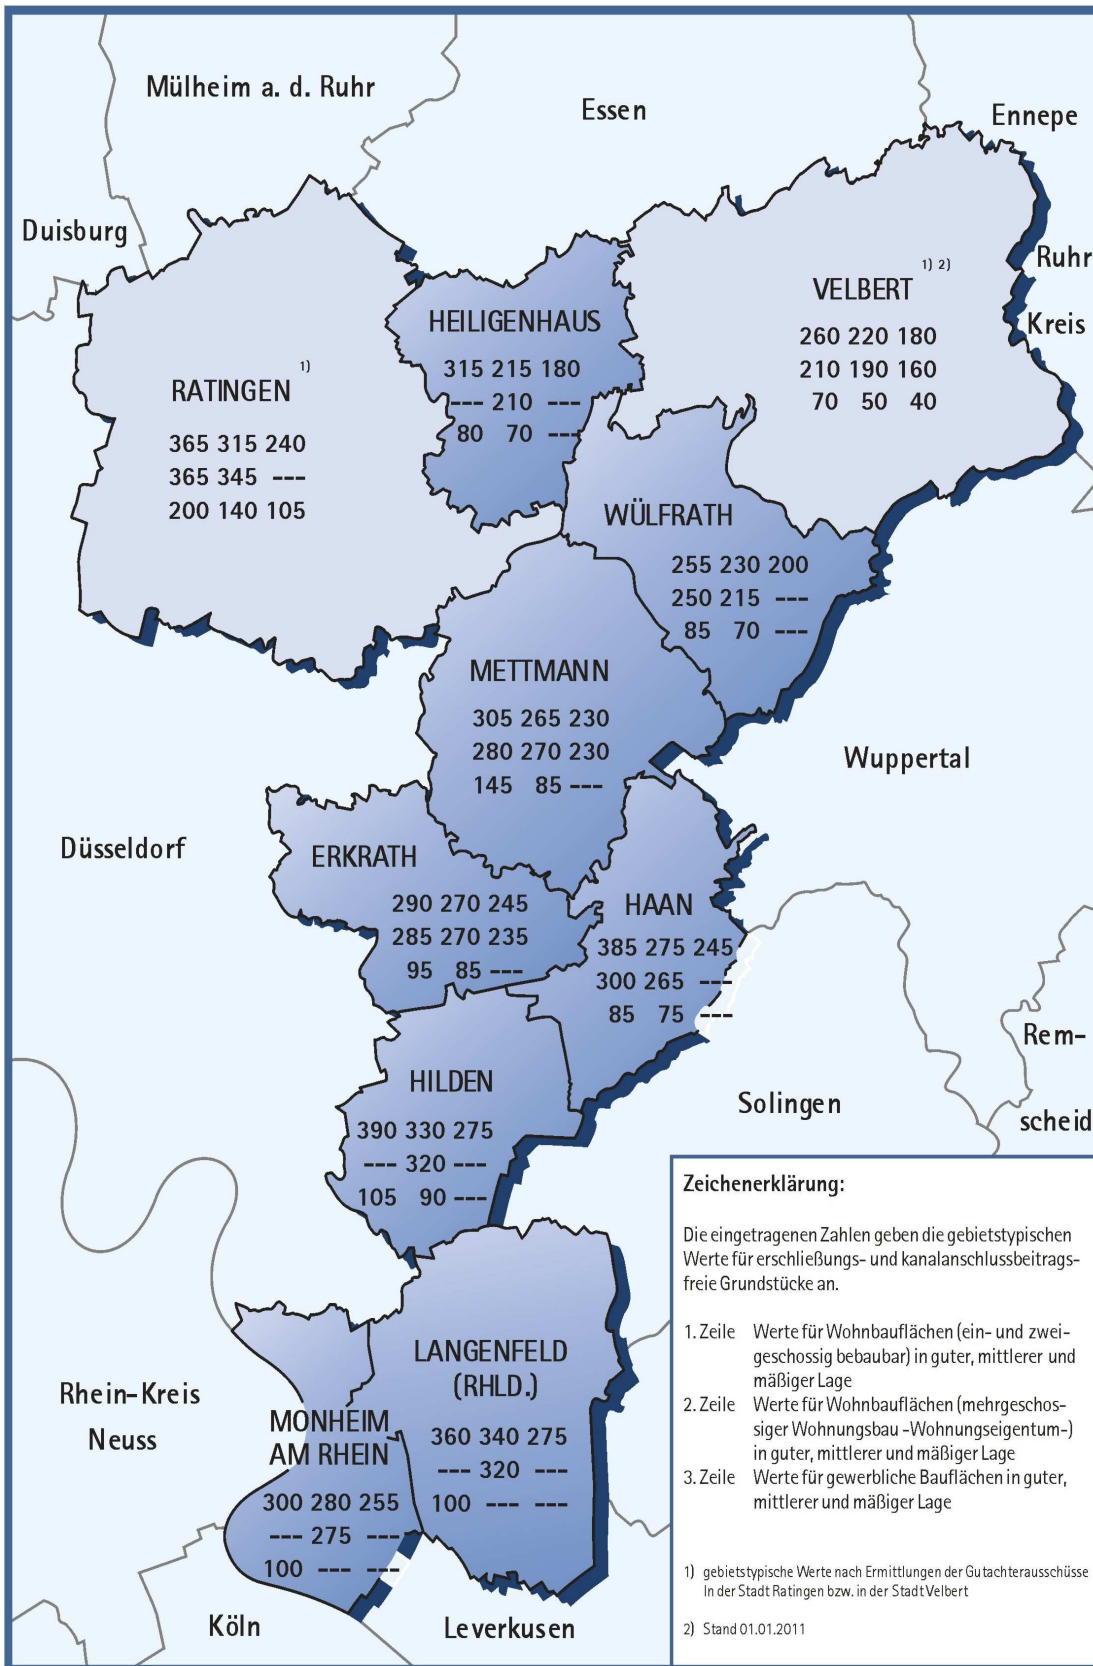 Mülheim a. d. Ruhr
Essen
Ennepe
Duisburg
Ruhr
Kreis
VELBERT 1) 2)
260 220 180
210 190 160
70 50 40
HEILIGENHAUS
315 215 180
--- 210 ---
80 70 ---
RATINGEN 1)
365 315 240
365 345 ---
200 140 105
WÜLFRATH
255 230 200
250 215 ---
85 70 ---
METTMANN
305 265 230
280 270 230
145 85 ---
Wuppertal
Düsseldorf
ERKRATH
290 270 245
285 270 235
95 85 ---
HAAN
385 275 245
300 265 ---
85 75 ---
Rem-
scheid
HILDEN
390 330 275
--- 320 ---
105 90 ---
Solingen
LANGENFELD
(RHLD.)
360 340 275
--- 320 ---
100 --- ---
Rhein-Kreis
Neuss
MONHEIM
AM RHEIN
300 280 255
--- 275 ---
100 --- ---
Köln
Leverkusen
Zeichenerklärung:
Die eingetragenen Zahlen geben die gebietstypischen
Werte für erschließungs- und kanalanschlussbeitrags-
freie Grundstücke an.
1. Zeile Werte für Wohnbauflächen (ein- und zwei-
geschossig bebaubar) in guter, mittlerer und
mäßiger Lage
2. Zeile Werte für Wohnbauflächen (mehrgeschos-
siger Wohnungsbau -Wohnungseigentum-)
in guter, mittlerer und mäßiger Lage
3. Zeile Werte für gewerbliche Bauflächen in guter,
mittlerer und mäßiger Lage
1) gebietstypische Werte nach Ermittlungen der Gutachterausschüsse
In der Stadt Ratingen bzw. in der Stadt Velbert
2) Stand 01.01.2011